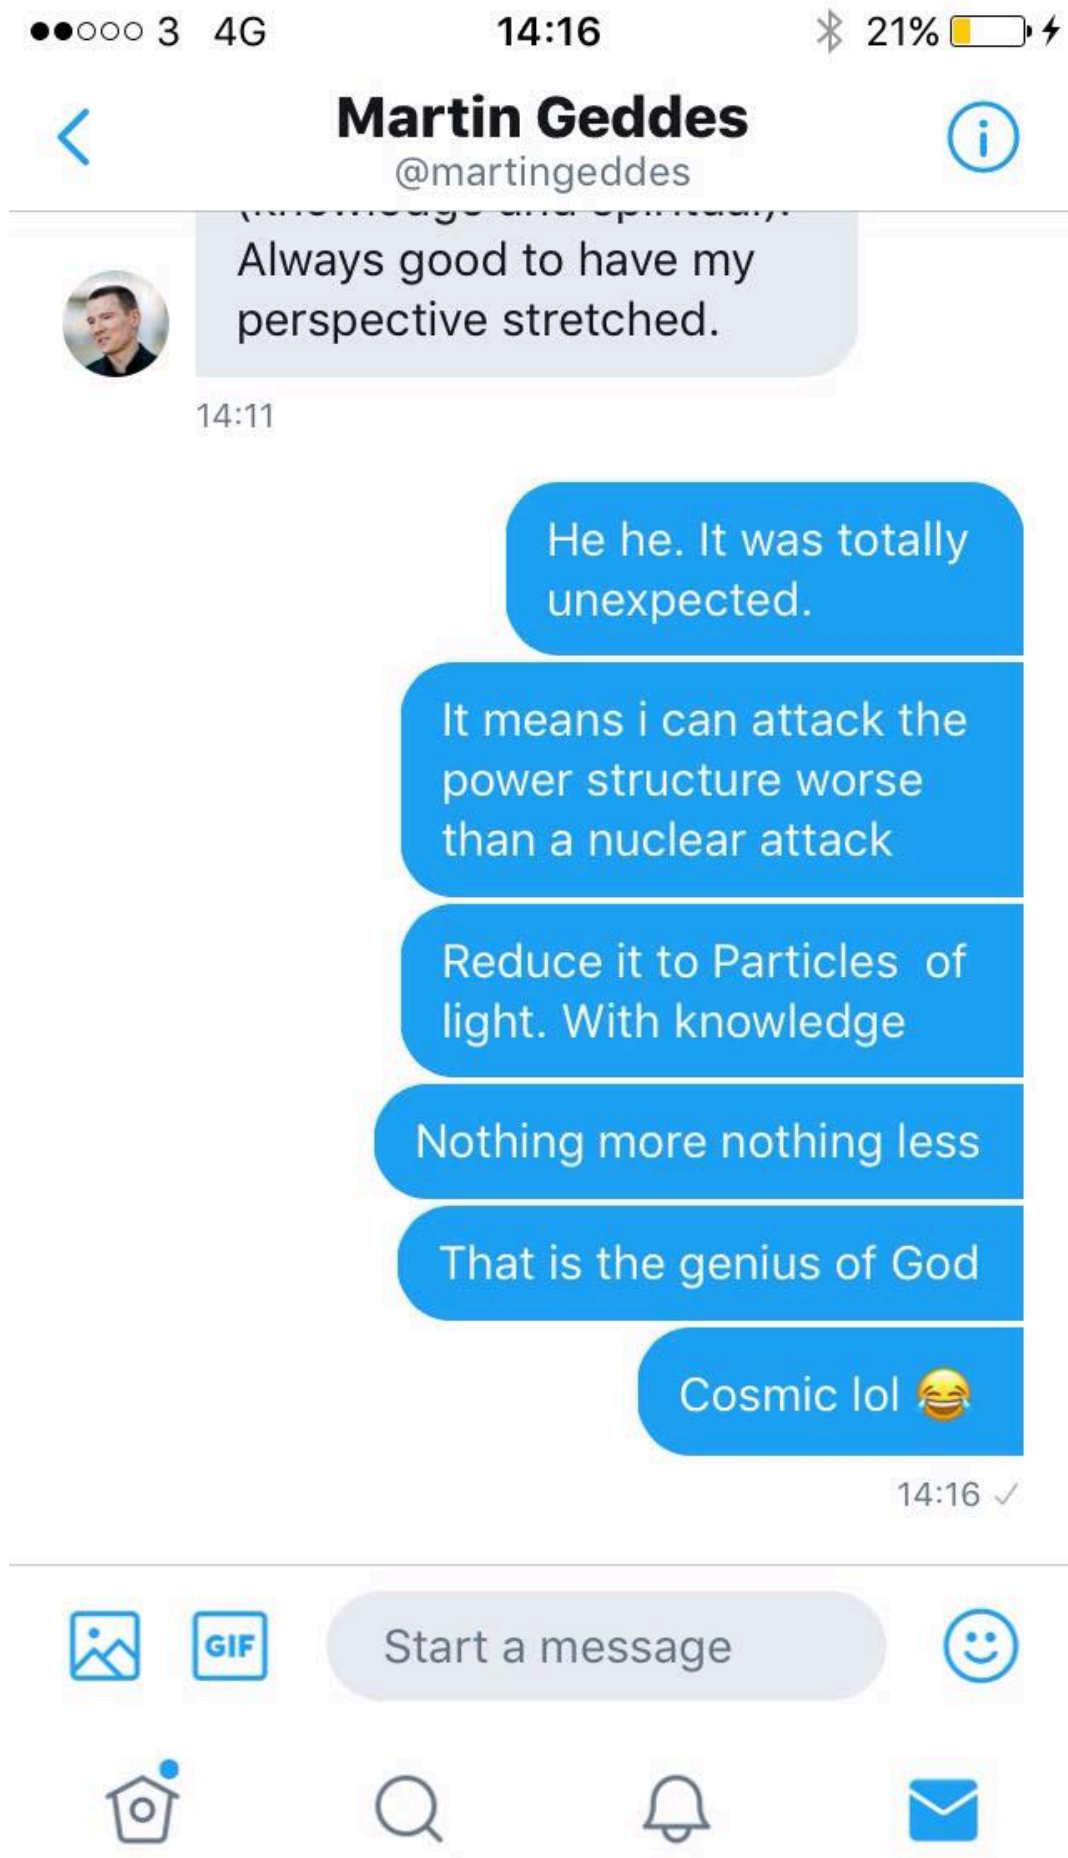 3 4G 14:16 21%
Martin Geddes
@martingeddes
(knowledge and spiritual).
Always good to have my
perspective stretched.
14:11
He he. It was totally
unexpected.
It means i can attack the
power structure worse
than a nuclear attack
Reduce it to Particles  of
light. With knowledge
Nothing more nothing less
That is the genius of God
Cosmic lol 😂
14:16
GIF
Start a message